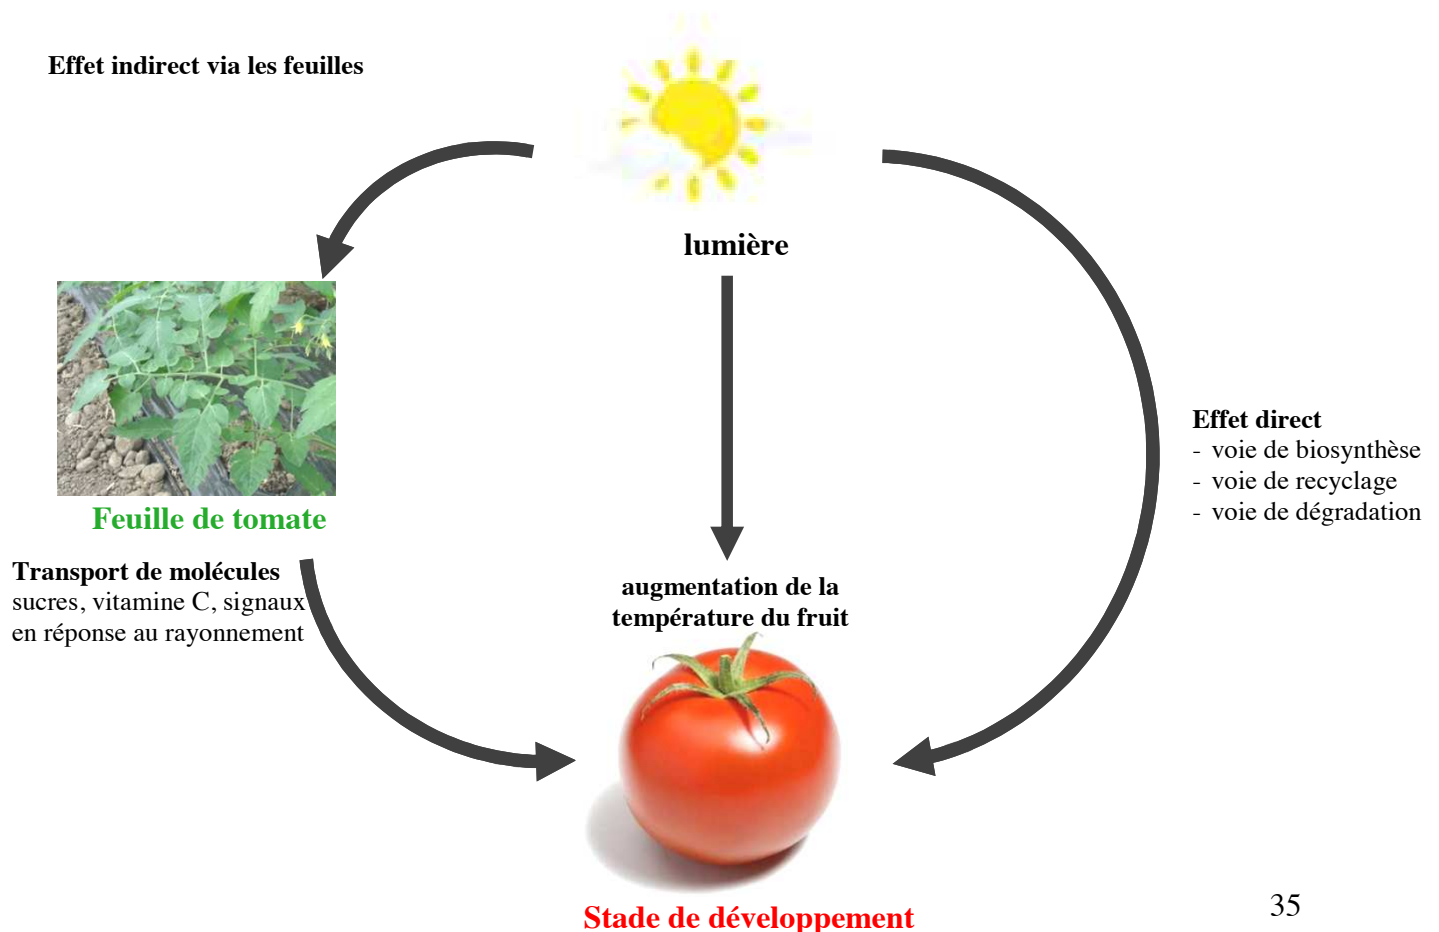 Effet indirect via les feuilles
lumière
Feuille de tomate
Transport de molécules
sucres, vitamine C, signaux
en réponse au rayonnement
augmentation de la
température du fruit
Effet direct
- voie de biosynthèse
- voie de recyclage
- voie de dégradation
Stade de développement
35